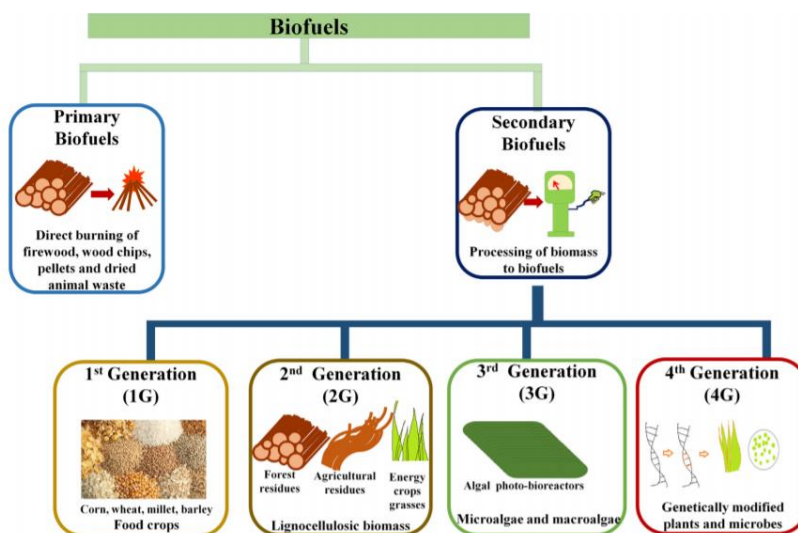 Biofuels
Primary
Biofuels
Direct burning of
firewood, wood chips,
pellets and dried
animal waste
Secondary
Biofuels
Processing of biomass
to biofuels
1st Generation
(1G)
Corn, wheat, millet, barley
Food crops
2nd Generation
(2G)
Forest
residues
Agricultural
residues
Energy
crops
grasses
Lignocellulosic biomass
3rd Generation
(3G)
Algal photo-bioreactors
Microalgae and macroalgae
4th Generation
(4G)
Genetically modified
plants and microbes